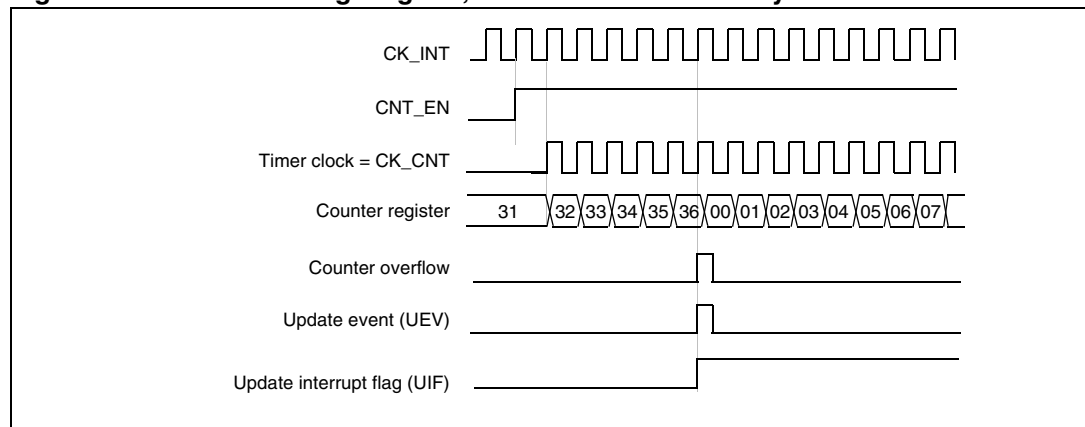 CK_INT
CNT_EN
Timer clock = CK_CNT
Counter register 31 32 33 34 35 36 00 01 02 03 04 05 06 07
Counter overflow
Update event (UEV)
Update interrupt flag (UIF)